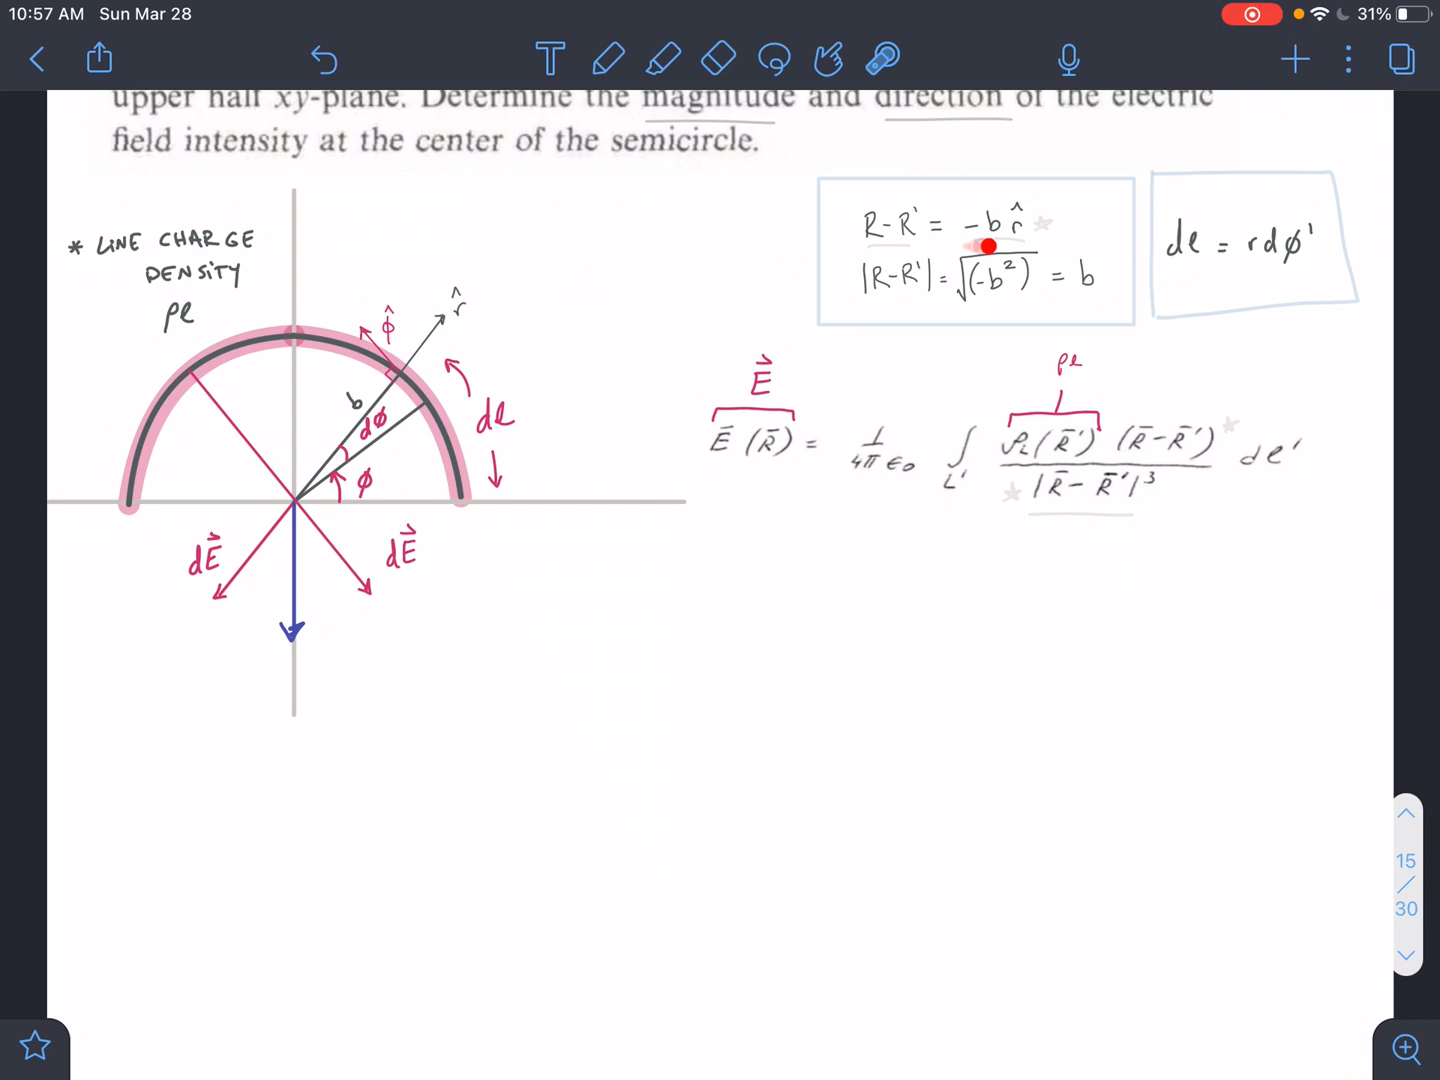 10:57 AM Sun Mar 28
31%
upper half xy-plane. Determine the magnitude and direction of the electric
field intensity at the center of the semicircle.
* LINE CHARGE
DENSITY
ρℓ
R-R' = -b r̂
|R-R'| = √(-b²) = b
dℓ = r dϕ'
r̂
ϕ̂
b
dϕ
dℓ
ϕ
dE⃗
dE⃗
E⃗
ρℓ
Ē (R̄) = 1/4πε₀ ∫L' ρL(R̄') (R̄-R̄') / |R̄-R̄'|³ dℓ'
15
/
30